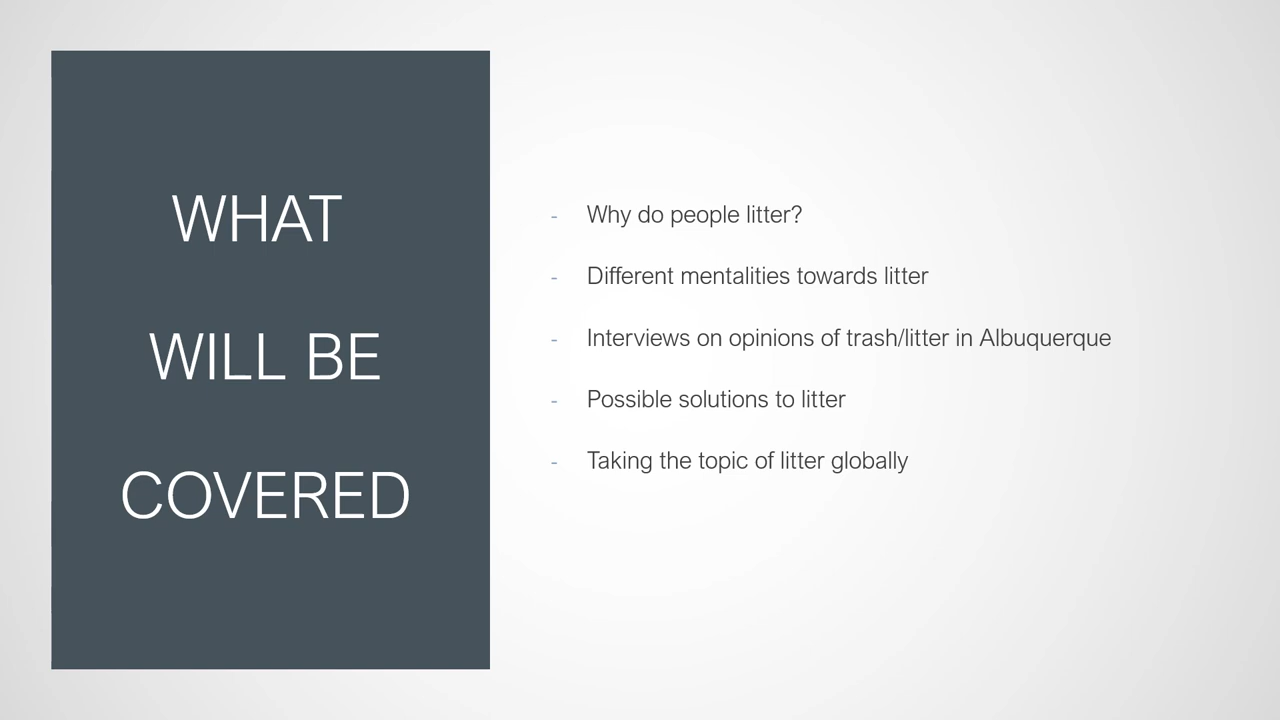 WHAT
WILL BE
COVERED
- Why do people litter?
- Different mentalities towards litter
- Interviews on opinions of trash/litter in Albuquerque
- Possible solutions to litter
- Taking the topic of litter globally